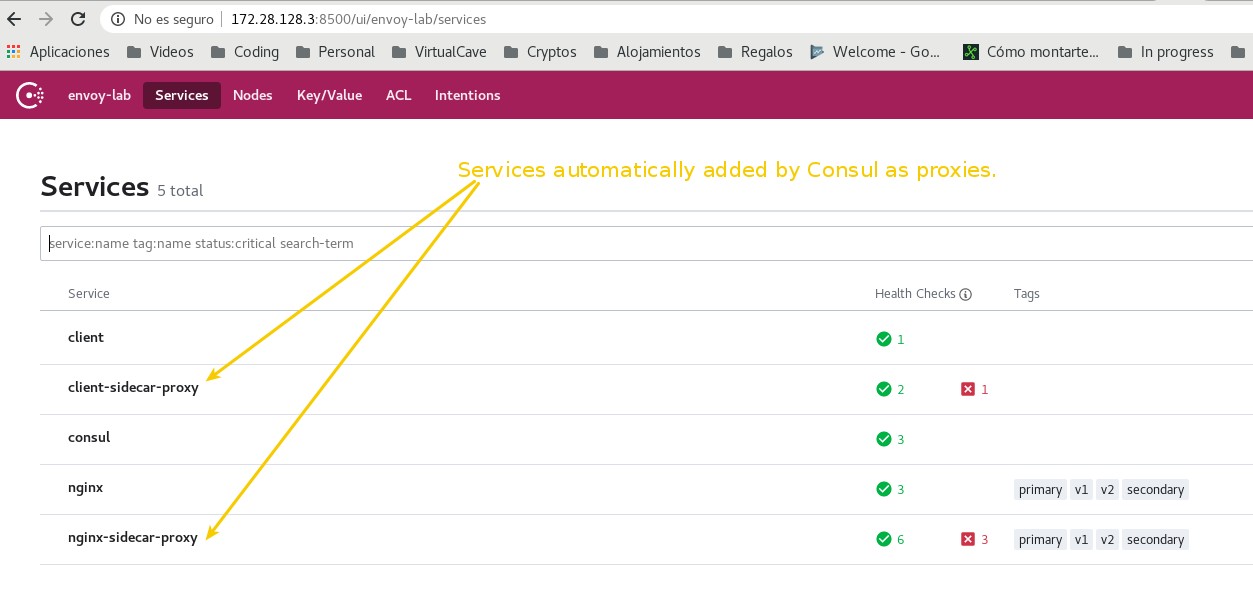 No es seguro 172.28.128.3:8500/ui/envoy-lab/services
Aplicaciones Videos Coding Personal VirtualCave Cryptos Alojamientos Regalos Welcome - Go... Cómo montarte... In progress
envoy-lab Services Nodes Key/Value ACL Intentions
Services automatically added by Consul as proxies.
Services 5 total
service:name tag:name status:critical search-term
Service Health Checks Tags
client 1
client-sidecar-proxy 2 1
consul 3
nginx 3 primary v1 v2 secondary
nginx-sidecar-proxy 6 3 primary v1 v2 secondary